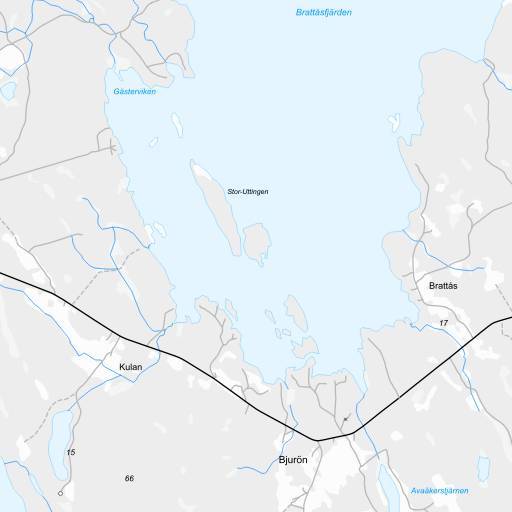 Brattåsfjärden
Gästerviken
Stor-Uttingen
Brattås
17
Kulan
15
Bjurön
66
Avaåkerstjärnen